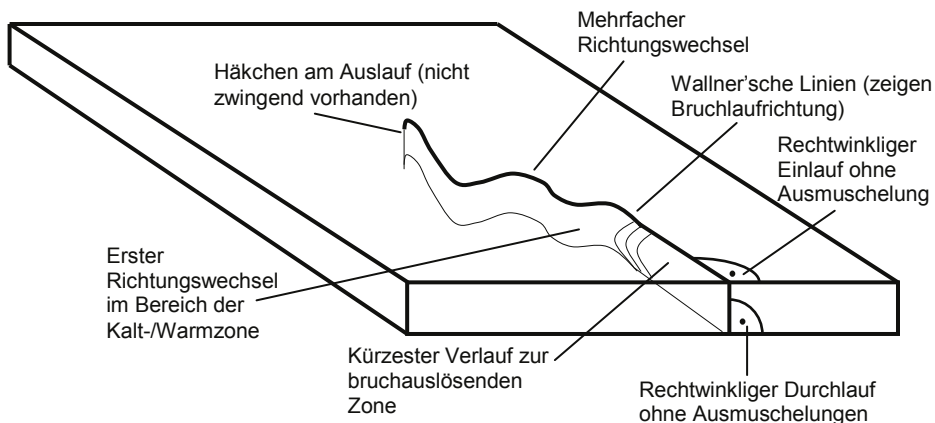 Mehrfacher
Richtungswechsel
Häkchen am Auslauf (nicht
zwingend vorhanden)
Wallner’sche Linien (zeigen
Bruchlaufrichtung)
Rechtwinkliger
Einlauf ohne
Ausmuschelung
Erster
Richtungswechsel
im Bereich der
Kalt-/Warmzone
Kürzester Verlauf zur
bruchauslösenden
Zone
Rechtwinkliger Durchlauf
ohne Ausmuschelungen